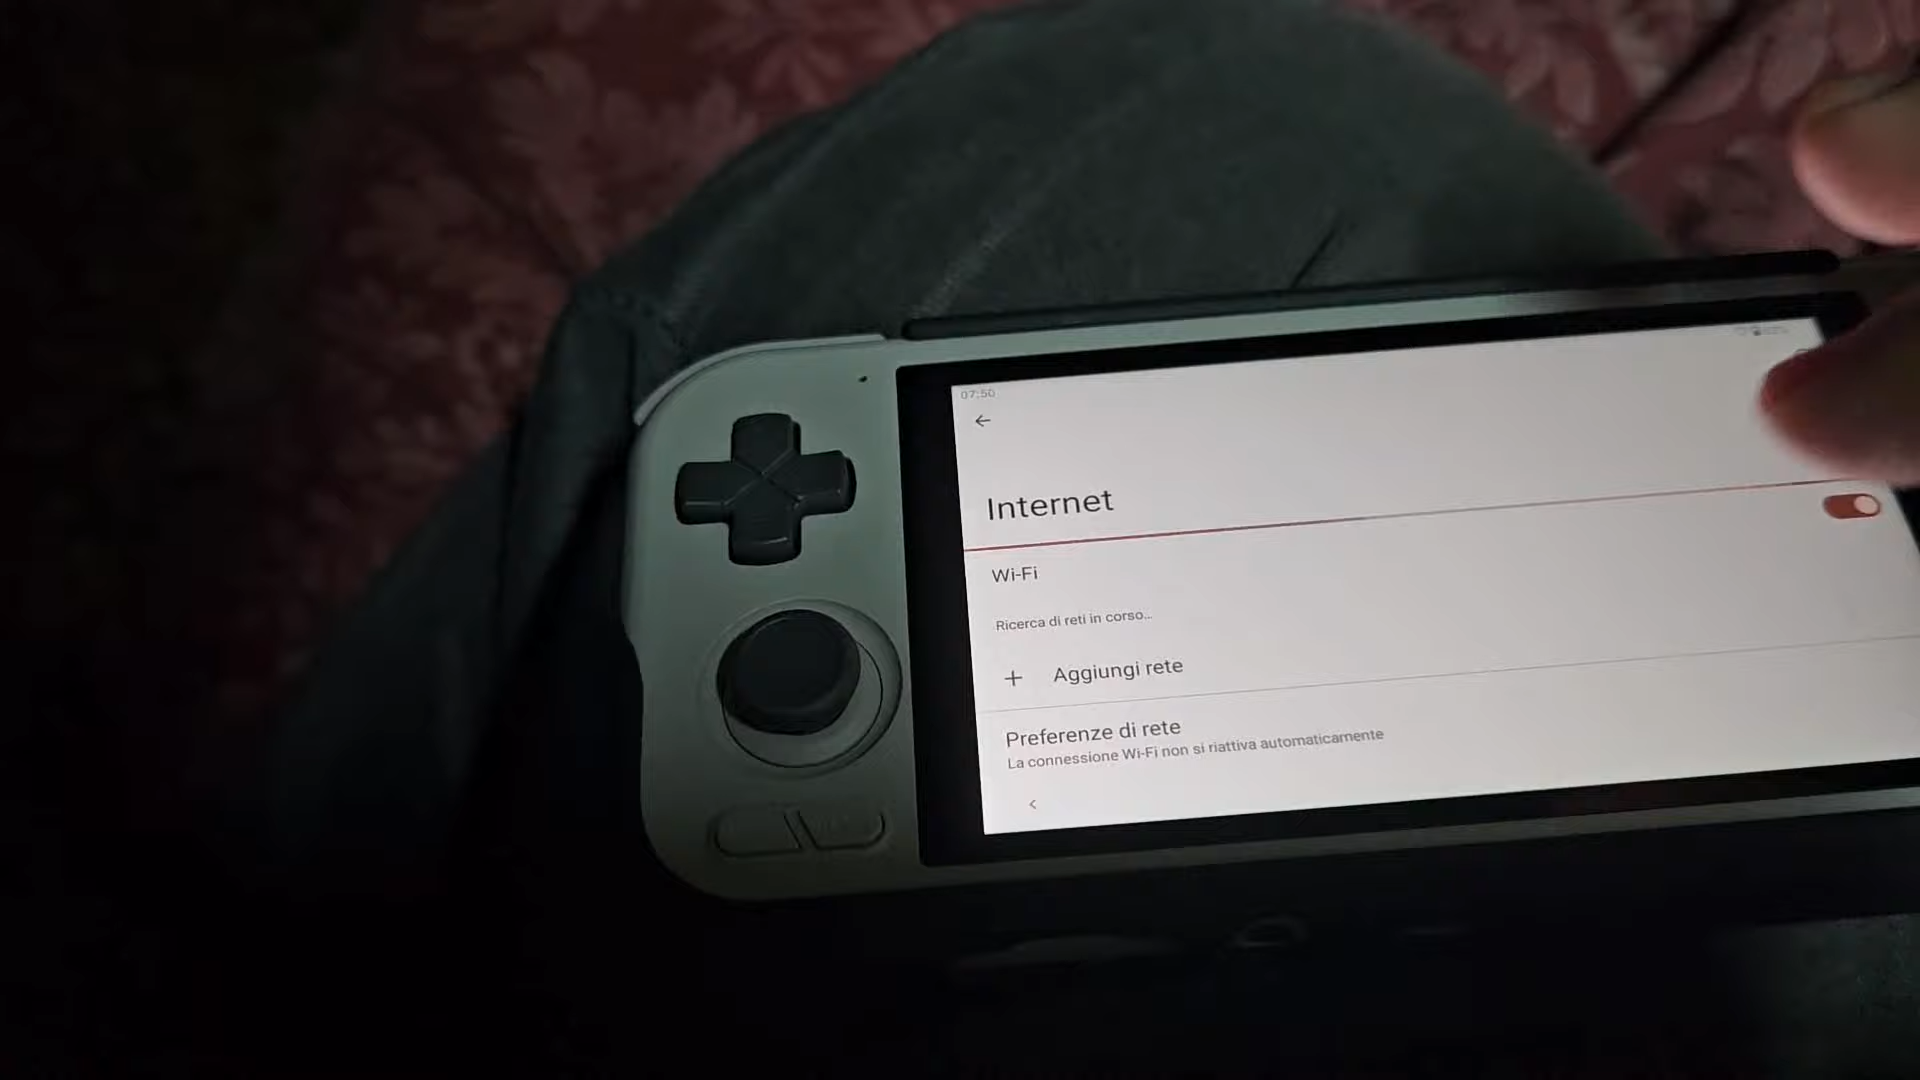 07:50
Internet
Wi-Fi
Ricerca di reti in corso…
Aggiungi rete
Preferenze di rete
La connessione Wi-Fi non si riattiva automaticamente